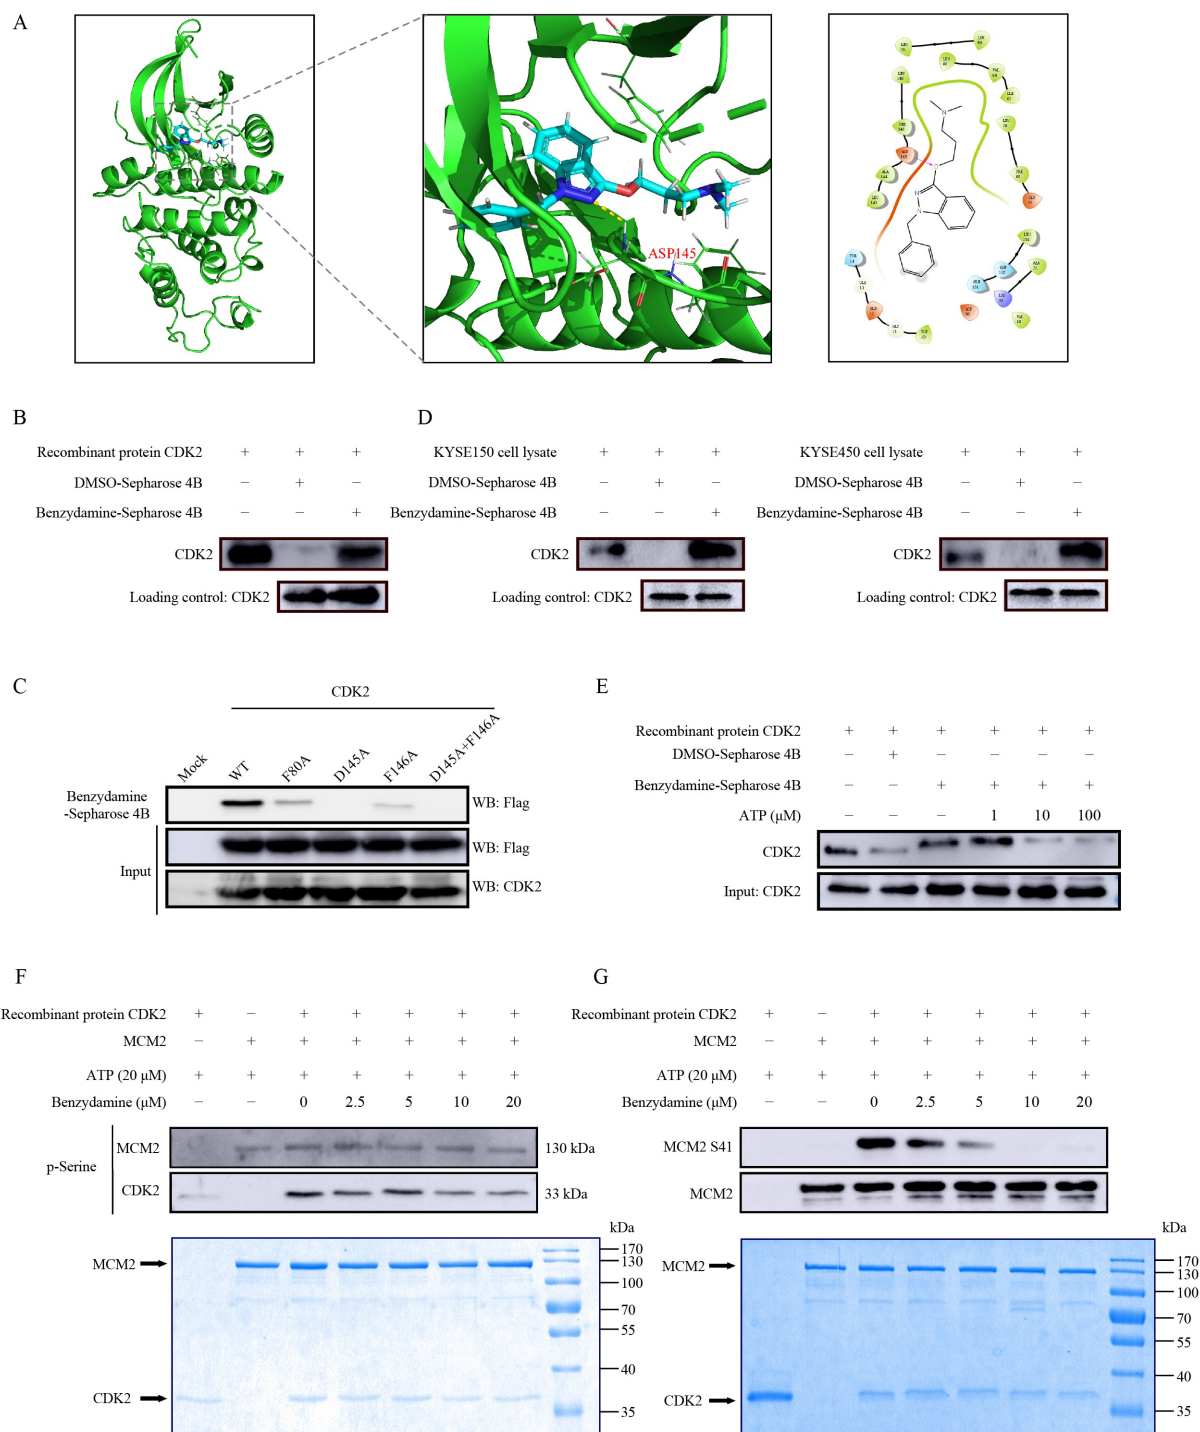 A
ASP145
B
Recombinant protein CDK2 + + +
DMSO-Sepharose 4B − + −
Benzydamine-Sepharose 4B − − +
CDK2
Loading control: CDK2
D
KYSE150 cell lysate + + +
DMSO-Sepharose 4B − + −
Benzydamine-Sepharose 4B − − +
CDK2
Loading control: CDK2
KYSE450 cell lysate + + +
DMSO-Sepharose 4B − + −
Benzydamine-Sepharose 4B − − +
CDK2
Loading control: CDK2
C
CDK2
Mock WT F80A D145A F146A D145A+F146A
Benzydamine
-Sepharose 4B
WB: Flag
Input
WB: Flag
WB: CDK2
E
Recombinant protein CDK2 + + + + + +
DMSO-Sepharose 4B − + − − − −
Benzydamine-Sepharose 4B − − + + + +
ATP (μM) − − − 1 10 100
CDK2
Input: CDK2
F
Recombinant protein CDK2 + − + + + + +
MCM2 − + + + + + +
ATP (20 μM) + + + + + + +
Benzydamine (μM) − − 0 2.5 5 10 20
p-Serine
MCM2 130 kDa
CDK2 33 kDa
kDa
MCM2
CDK2
170
130
100
70
55
40
35
G
Recombinant protein CDK2 + − + + + + +
MCM2 − + + + + + +
ATP (20 μM) + + + + + + +
Benzydamine (μM) − − 0 2.5 5 10 20
MCM2 S41
MCM2
kDa
MCM2
CDK2
170
130
100
70
55
40
35